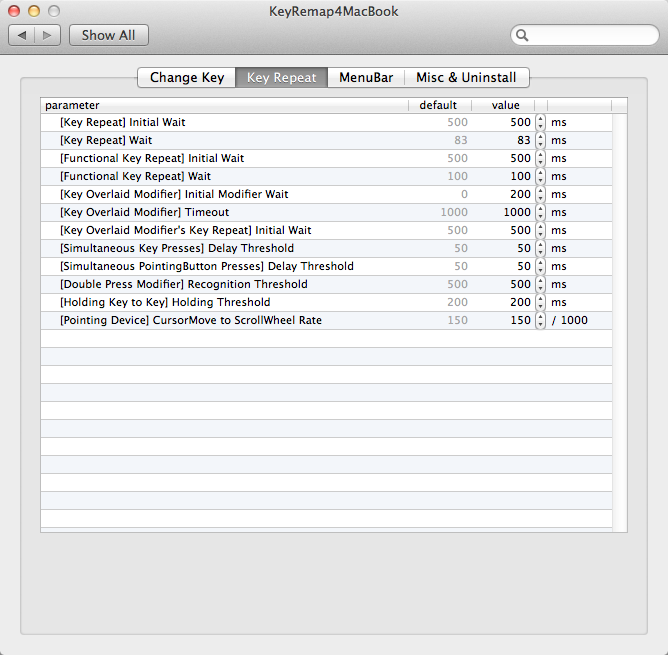 KeyRemap4MacBook
Show All
Change Key Key Repeat MenuBar Misc & Uninstall
parameter default value
[Key Repeat] Initial Wait 500 500 ms
[Key Repeat] Wait 83 83 ms
[Functional Key Repeat] Initial Wait 500 500 ms
[Functional Key Repeat] Wait 100 100 ms
[Key Overlaid Modifier] Initial Modifier Wait 0 200 ms
[Key Overlaid Modifier] Timeout 1000 1000 ms
[Key Overlaid Modifier's Key Repeat] Initial Wait 500 500 ms
[Simultaneous Key Presses] Delay Threshold 50 50 ms
[Simultaneous PointingButton Presses] Delay Threshold 50 50 ms
[Double Press Modifier] Recognition Threshold 500 500 ms
[Holding Key to Key] Holding Threshold 200 200 ms
[Pointing Device] CursorMove to ScrollWheel Rate 150 150 / 1000